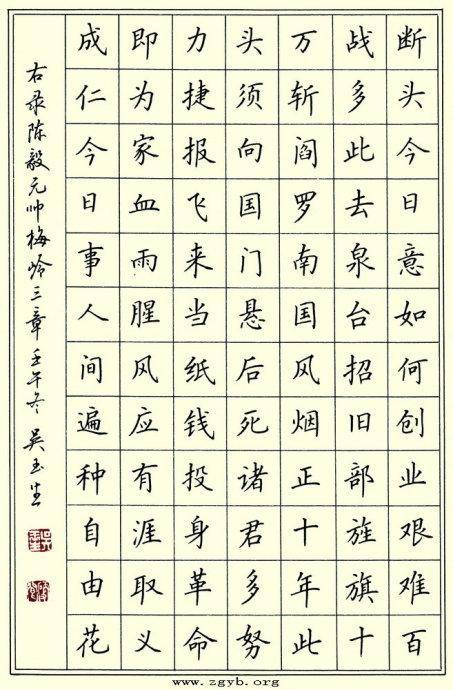 断头今日意如何创业艰难百
战多此去泉台招旧部旌旗十
万斩阎罗南国风烟正十年此
头须向国门悬后死诸君多努
力捷报飞来当纸钱投身革命
即为家血雨腥风应有涯取义
成仁今日事人间遍种自由花
右录陈毅元帅梅岭三章壬午冬 吴玉生
www.zgyb.org